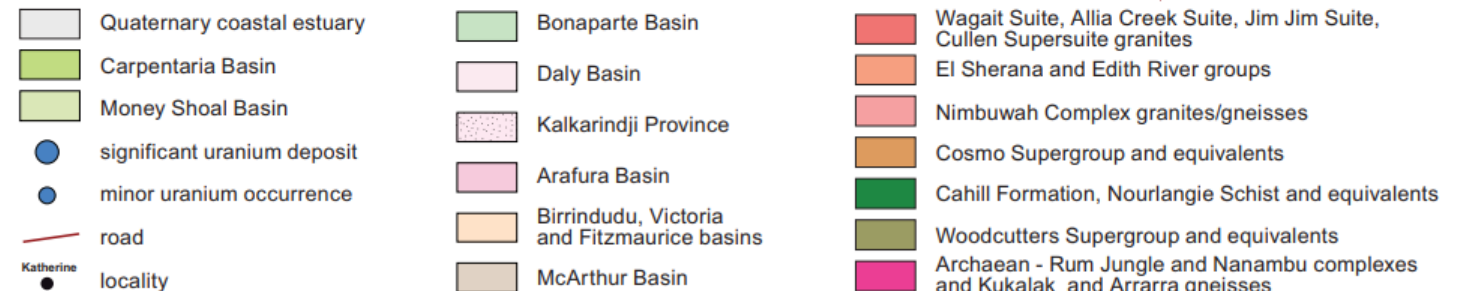 Quaternary coastal estuary
Carpentaria Basin
Money Shoal Basin
significant uranium deposit
minor uranium occurrence
road
Katherine
locality
Bonaparte Basin
Daly Basin
Kalkarindji Province
Arafura Basin
Birrindudu, Victoria
and Fitzmaurice basins
McArthur Basin
Wagait Suite, Allia Creek Suite, Jim Jim Suite,
Cullen Supersuite granites
El Sherana and Edith River groups
Nimbuwah Complex granites/gneisses
Cosmo Supergroup and equivalents
Cahill Formation, Nourlangie Schist and equivalents
Woodcutters Supergroup and equivalents
Archaean - Rum Jungle and Nanambu complexes
and Kukalak and Arrarra gneisses